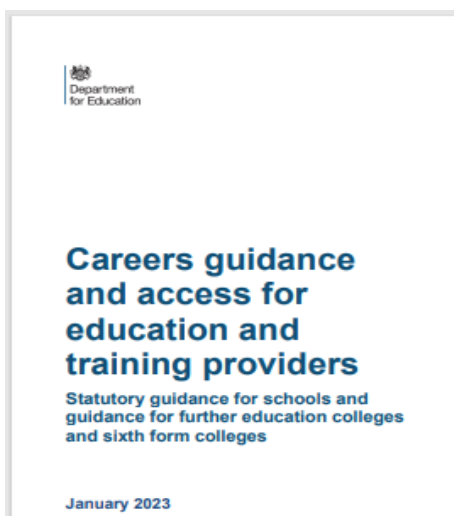 Department
for Education
Careers guidance
and access for
education and
training providers
Statutory guidance for schools and
guidance for further education colleges
and sixth form colleges
January 2023